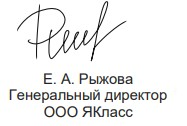 Е. А. Рыжова
Генеральный директор
ООО ЯКласс